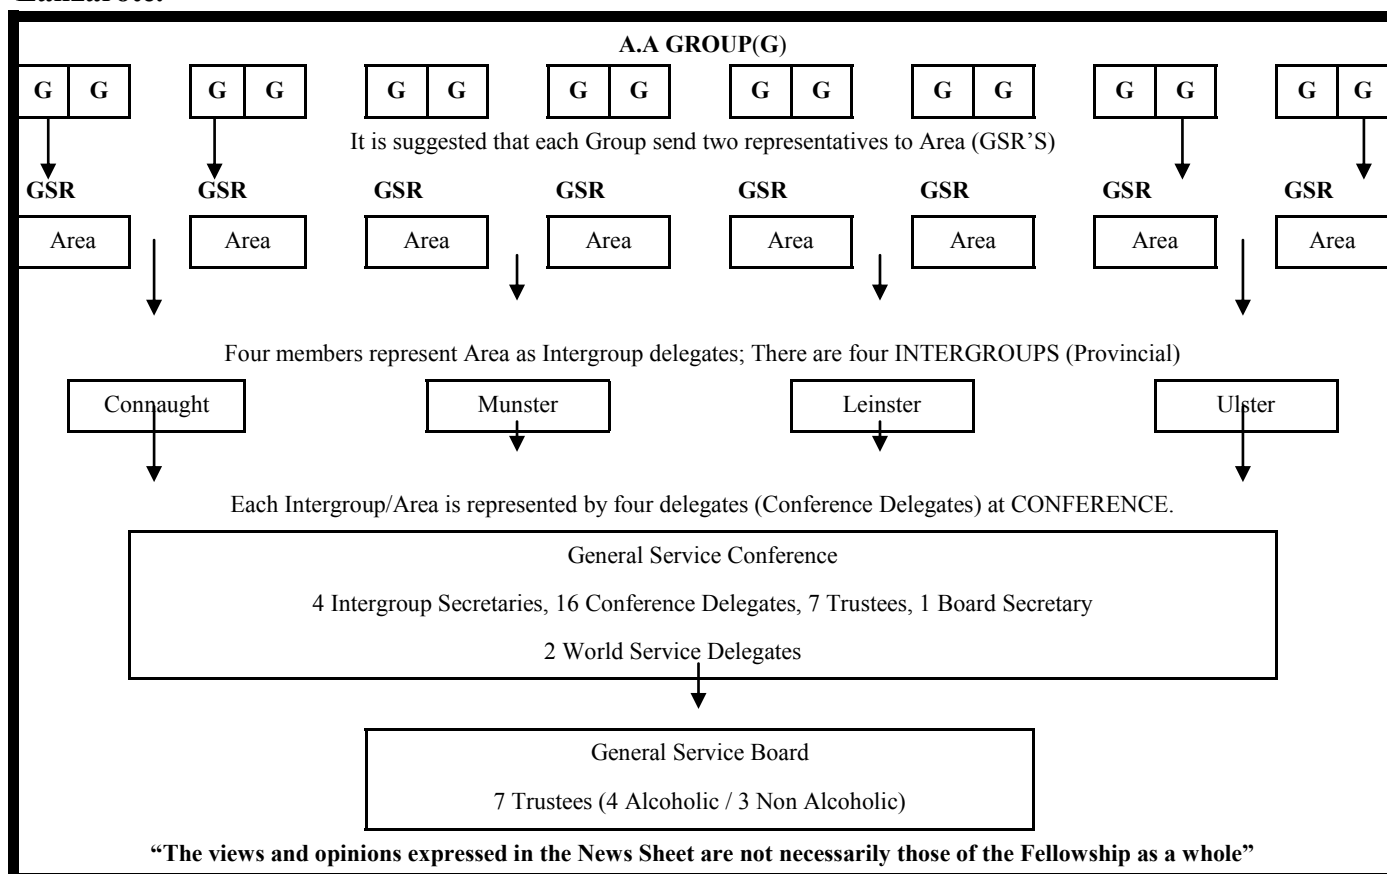 A.A GROUP(G)
G G G G G G G G G G G G G G G G
It is suggested that each Group send two representatives to Area (GSR’S)
GSR GSR GSR GSR GSR GSR GSR GSR
Area Area Area Area Area Area Area Area
Four members represent Area as Intergroup delegates; There are four INTERGROUPS (Provincial)
Connaught Munster Leinster Ulster
Each Intergroup/Area is represented by four delegates (Conference Delegates) at CONFERENCE.
General Service Conference
4 Intergroup Secretaries, 16 Conference Delegates, 7 Trustees, 1 Board Secretary
2 World Service Delegates
General Service Board
7 Trustees (4 Alcoholic / 3 Non Alcoholic)
“The views and opinions expressed in the News Sheet are not necessarily those of the Fellowship as a whole”